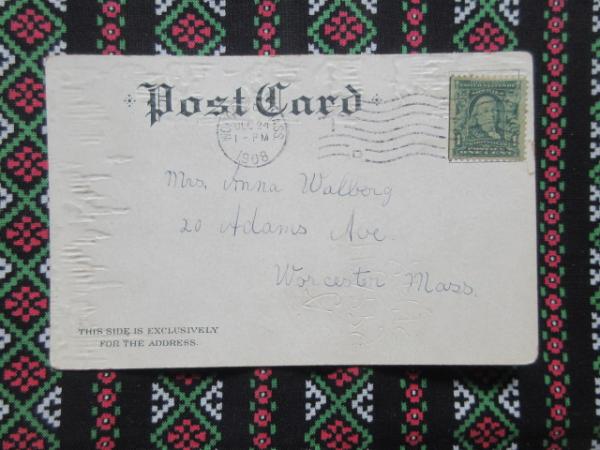 Post Card
DEC 24
1 - PM
1908
Mrs. Anna Walberg
20 Adams Ave.
Worcester Mass.
THIS SIDE IS EXCLUSIVELY
FOR THE ADDRESS.